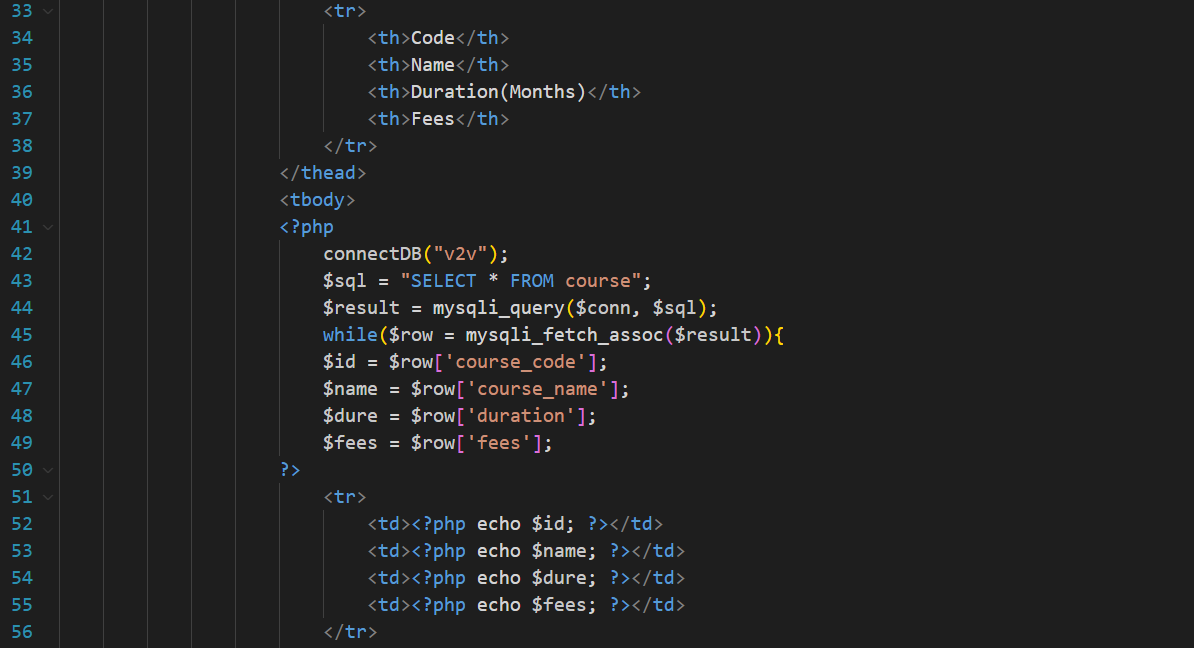 33 <tr>
34 <th>Code</th>
35 <th>Name</th>
36 <th>Duration(Months)</th>
37 <th>Fees</th>
38 </tr>
39 </thead>
40 <tbody>
41 <?php
42 connectDB("v2v");
43 $sql = "SELECT * FROM course";
44 $result = mysqli_query($conn, $sql);
45 while($row = mysqli_fetch_assoc($result)){
46 $id = $row['course_code'];
47 $name = $row['course_name'];
48 $dure = $row['duration'];
49 $fees = $row['fees'];
50 ?>
51 <tr>
52 <td><?php echo $id; ?></td>
53 <td><?php echo $name; ?></td>
54 <td><?php echo $dure; ?></td>
55 <td><?php echo $fees; ?></td>
56 </tr>